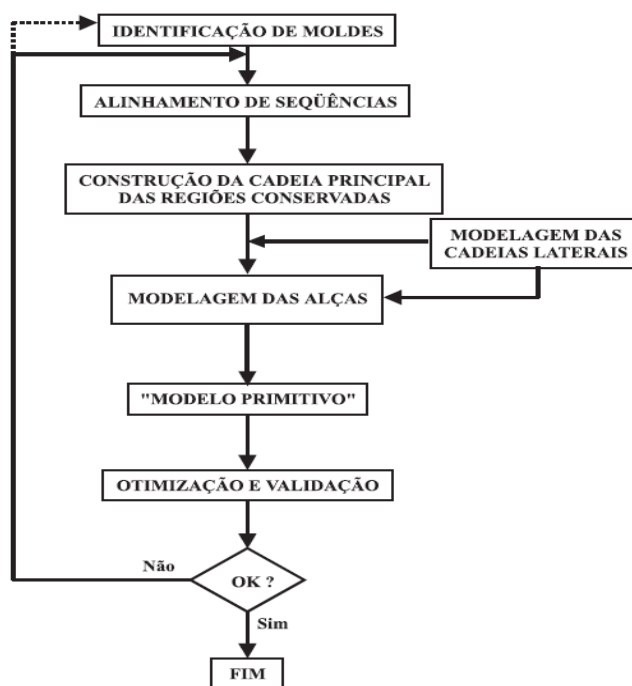 IDENTIFICAÇÃO DE MOLDES
ALINHAMENTO DE SEQÜÊNCIAS
CONSTRUÇÃO DA CADEIA PRINCIPAL
DAS REGIÕES CONSERVADAS
MODELAGEM DAS
CADEIAS LATERAIS
MODELAGEM DAS ALÇAS
"MODELO PRIMITIVO"
OTIMIZAÇÃO E VALIDAÇÃO
Não
OK ?
Sim
FIM